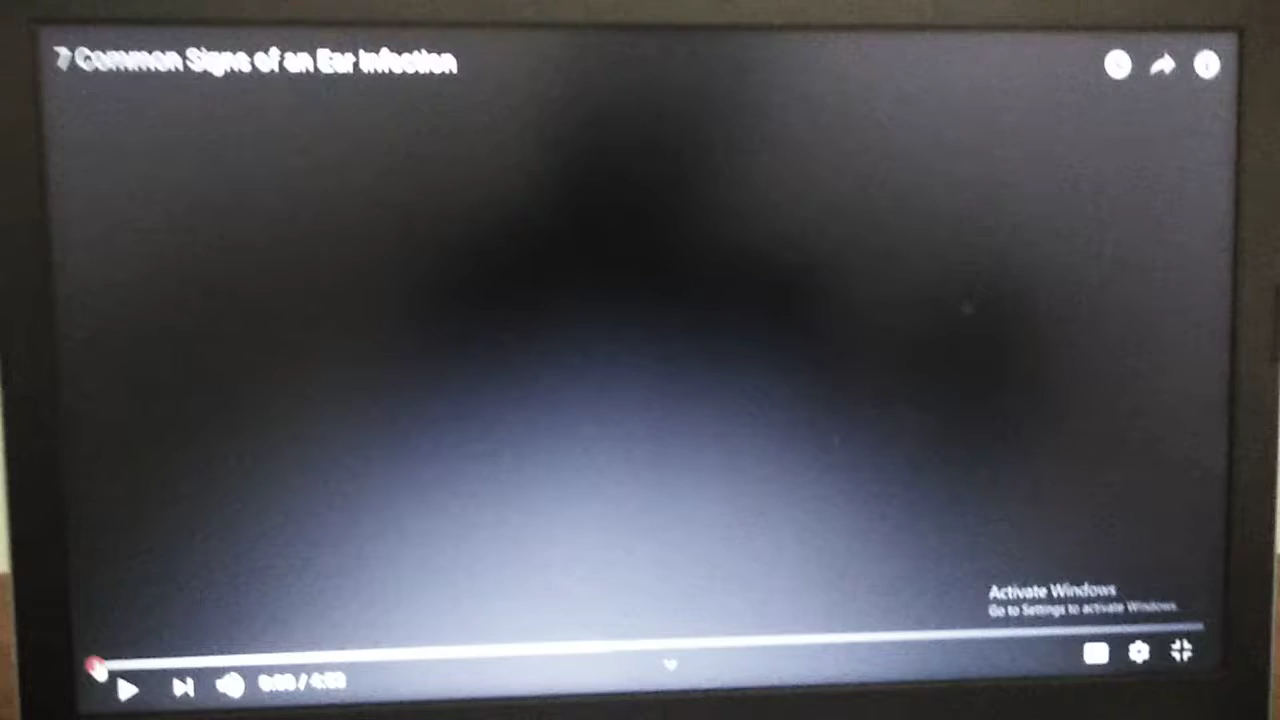 7 Common Signs of an Ear Infection
Activate Windows
Go to Settings to activate Windows.